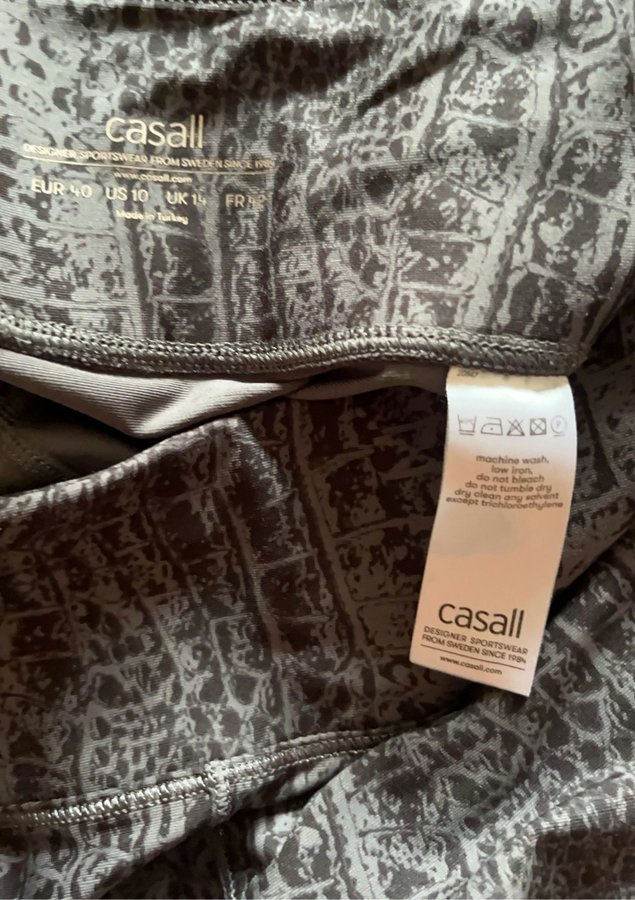 casall
DESIGNER SPORTSWEAR FROM SWEDEN SINCE 1984
www.casall.com
EUR 40 US 10 UK 14 FR 42
Made in Turkey
machine wash,
low iron,
do not bleach
do not tumble dry
dry clean any solvent
except trichloroethylene
casall
DESIGNER SPORTSWEAR
FROM SWEDEN SINCE 1984
www.casall.com